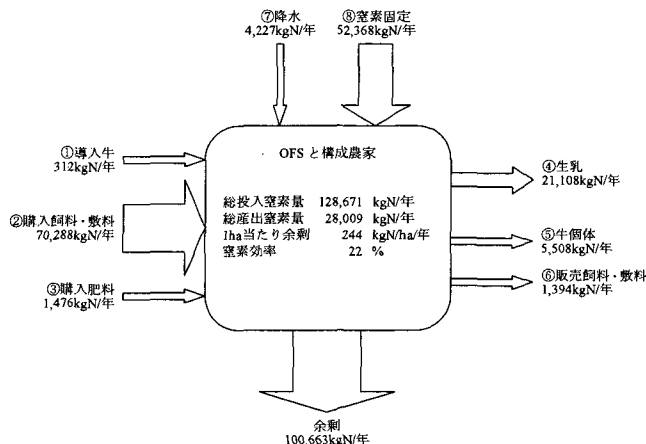 ⑦降水
4,227kgN/年
⑧窒素固定
52,368kgN/年
OFSと構成農家
①導入牛
312kgN/年
②購入飼料・敷料
70,288kgN/年
③購入肥料
1,476kgN/年
総投入窒素量 128,671 kgN/年
総産出窒素量 28,009 kgN/年
1ha当たり余剰 244 kgN/ha/年
窒素効率 22 %
④生乳
21,108kgN/年
⑤牛個体
5,508kgN/年
⑥販売飼料・敷料
1,394kgN/年
余剰
100,663kgN/年